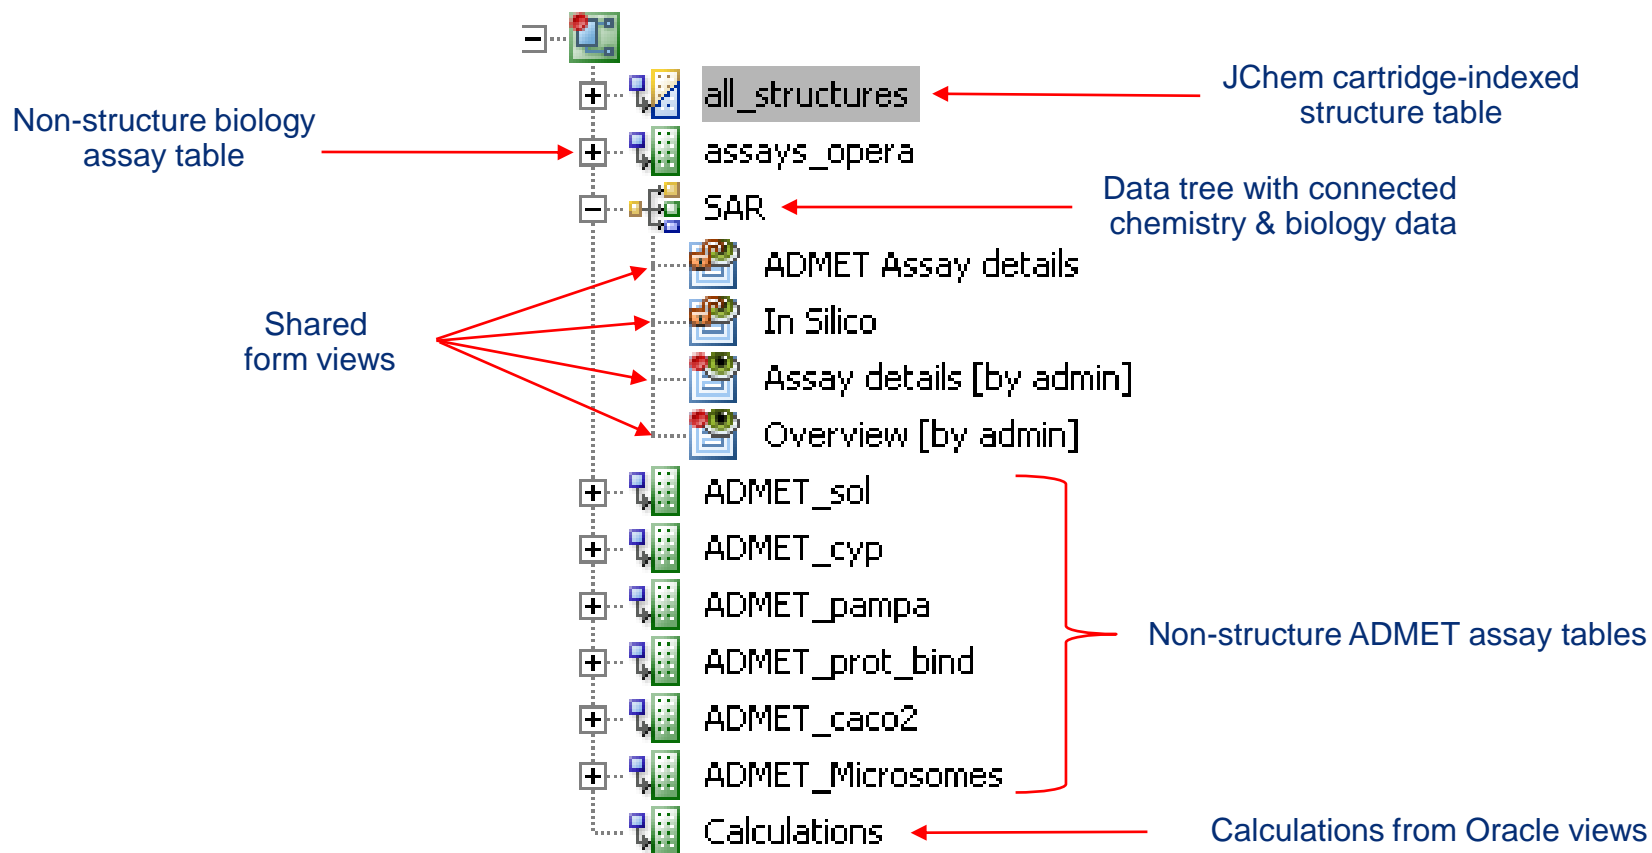 JChem cartridge-indexed
structure table
all_structures
Non-structure biology
assay table
assays_opera
Data tree with connected
chemistry & biology data
SAR
ADMET Assay details
In Silico
Shared
form views
Assay details [by admin]
Overview [by admin]
ADMET_sol
ADMET_cyp
ADMET_pampa
Non-structure ADMET assay tables
ADMET_prot_bind
ADMET_caco2
ADMET_Microsomes
Calculations
Calculations from Oracle views